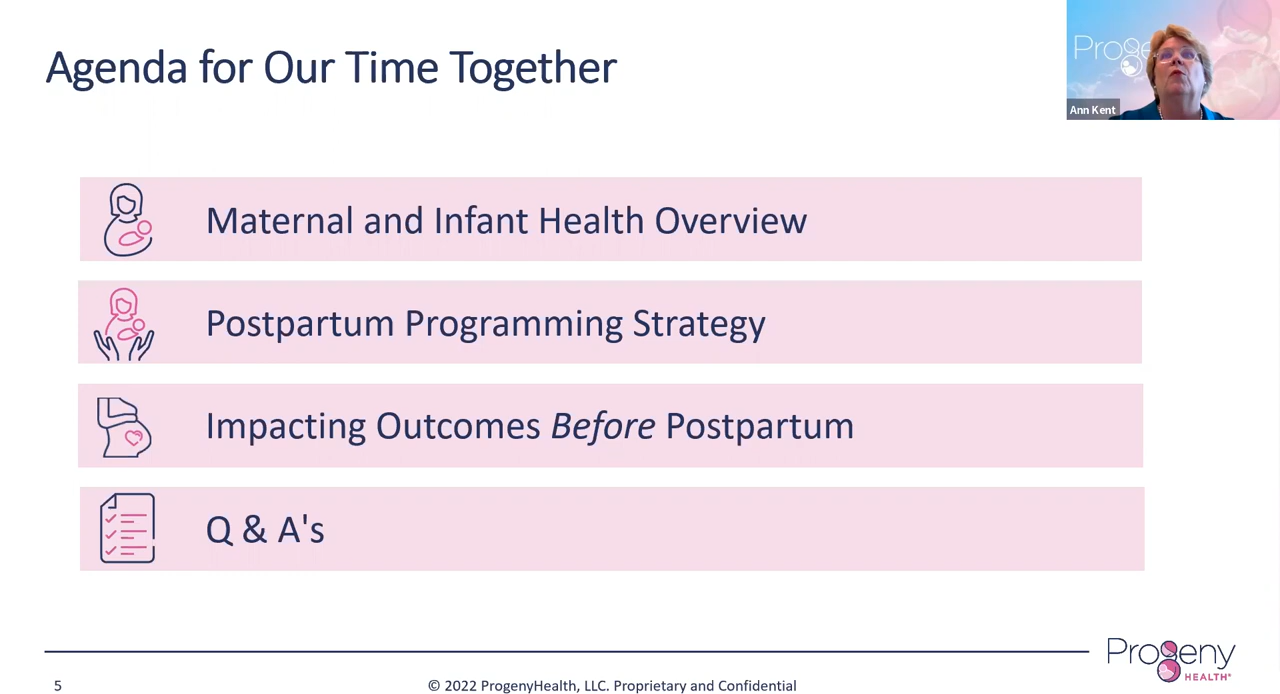 Agenda for Our Time Together
Proge
Ann Kent
Maternal and Infant Health Overview
Postpartum Programming Strategy
Impacting Outcomes Before Postpartum
Q & A's
Progeny
HEALTH®
5
© 2022 ProgenyHealth, LLC. Proprietary and Confidential